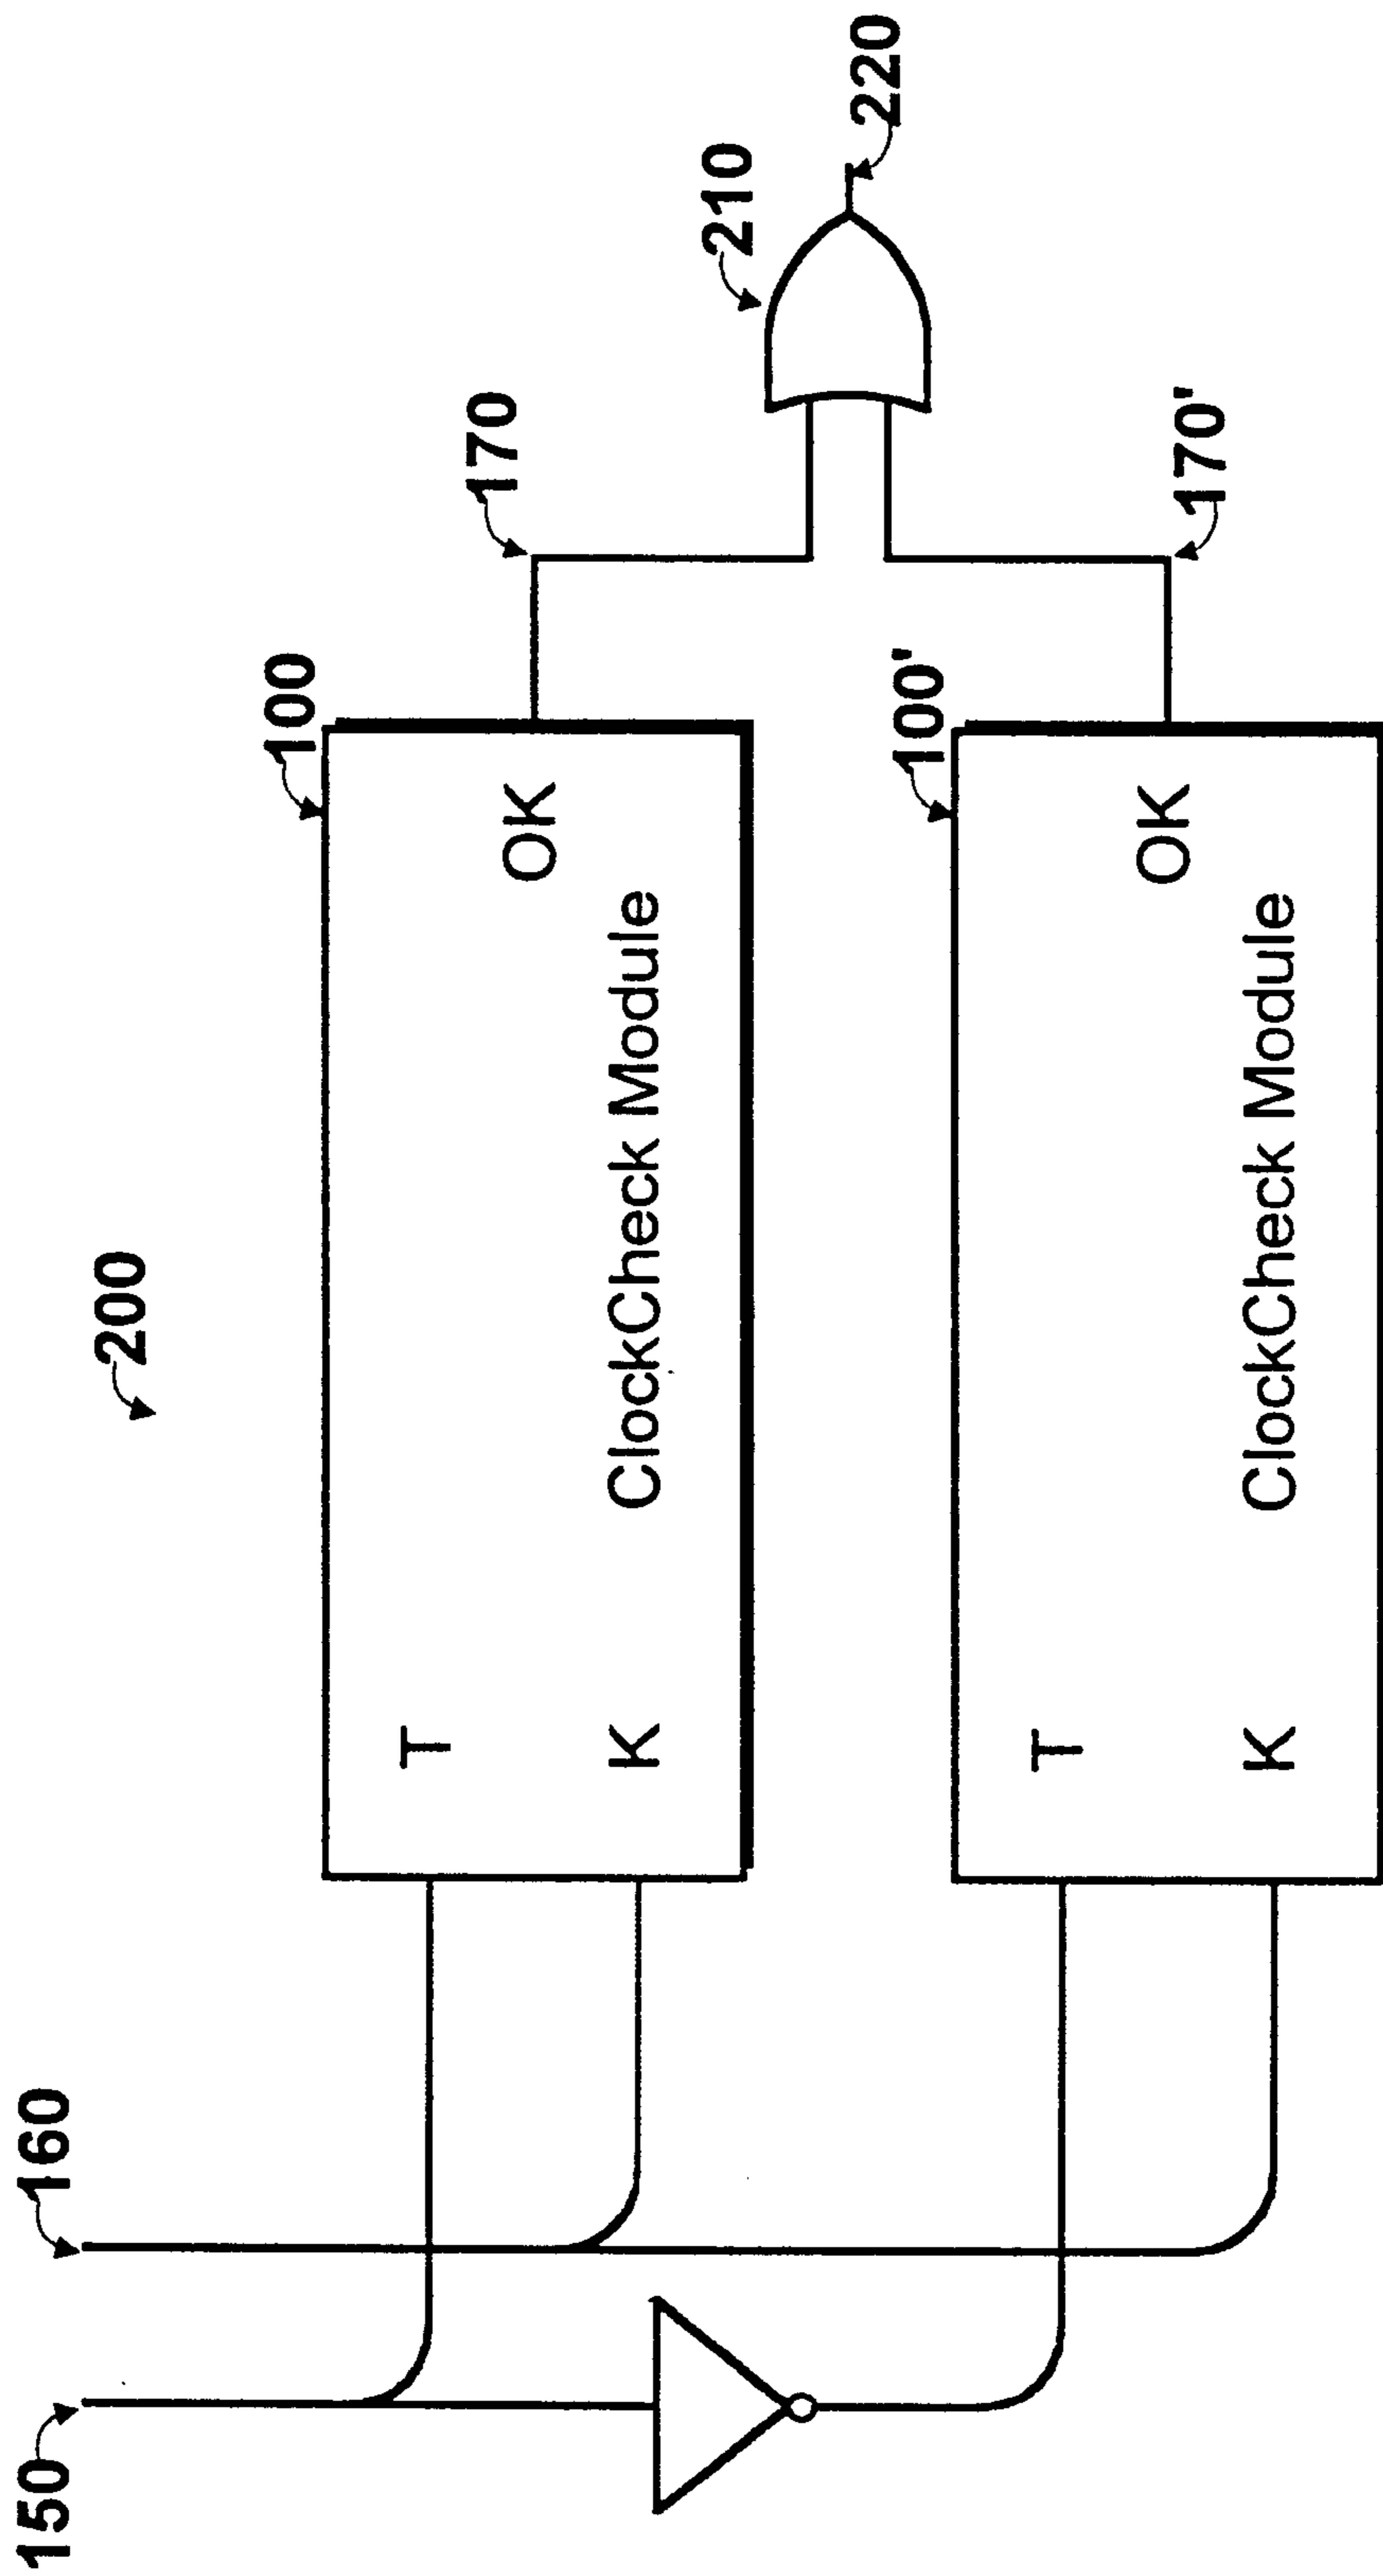 200
150
160
100
T
OK
K
ClockCheck Module
170
210
220
100'
T
OK
K
ClockCheck Module
170'